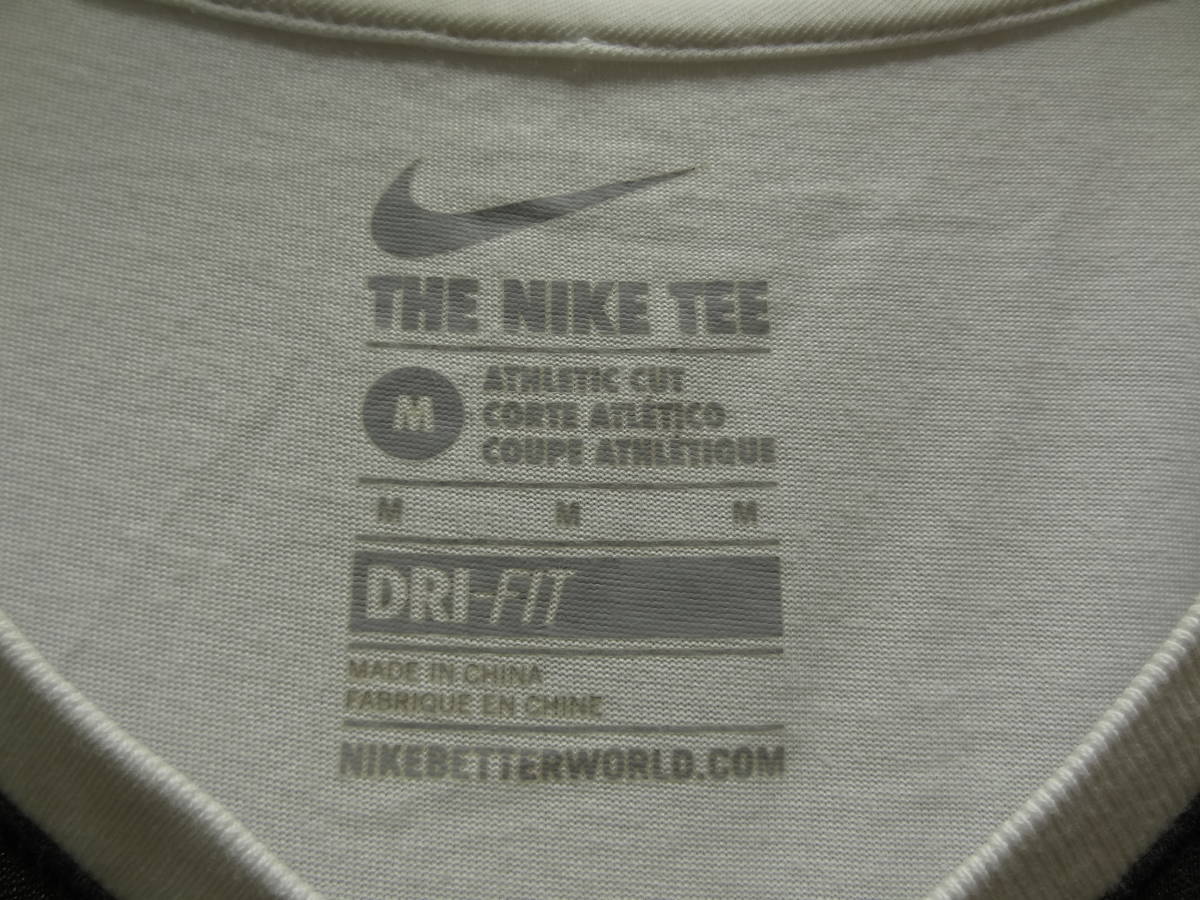 THE NIKE TEE
M
ATHLETIC CUT
CORTE ATLÉTICO
COUPE ATHLÉTIQUE
M M M
DRI-FIT
MADE IN CHINA
FABRIQUE EN CHINE
NIKEBETTERWORLD.COM